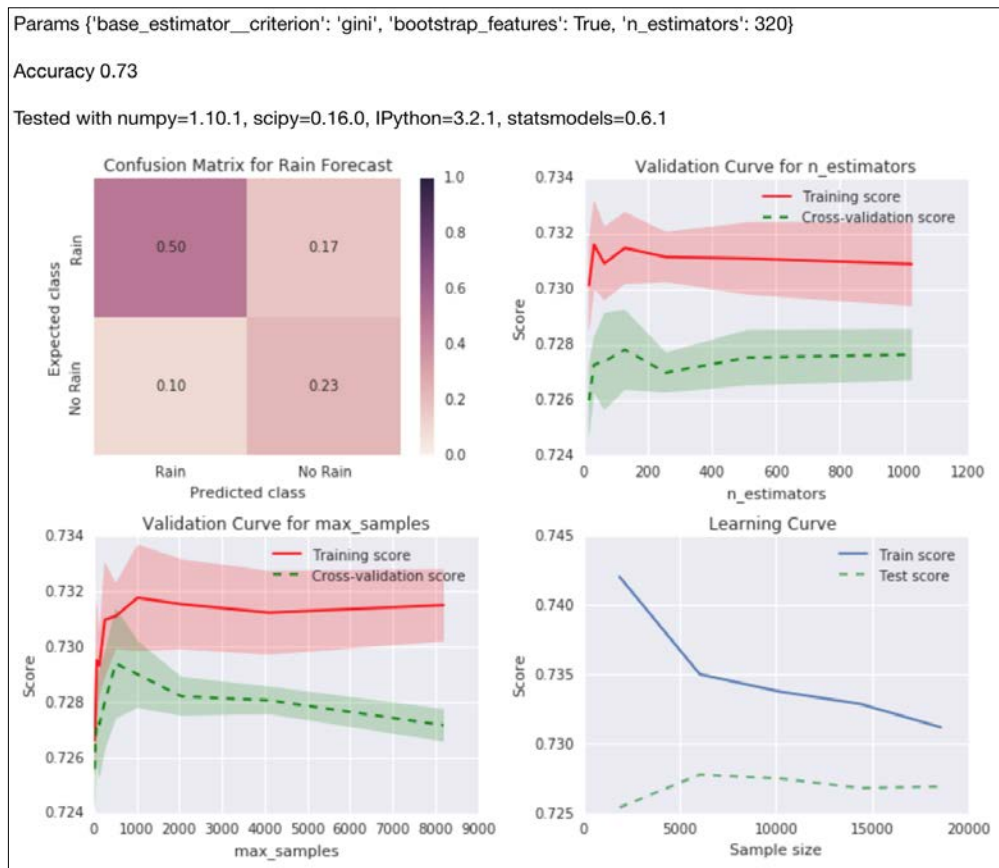 Params {'base_estimator__criterion': 'gini', 'bootstrap_features': True, 'n_estimators': 320}
Accuracy 0.73
Tested with numpy=1.10.1, scipy=0.16.0, IPython=3.2.1, statsmodels=0.6.1
Confusion Matrix for Rain Forecast
Expected class
Rain
No Rain
0.50
0.17
0.10
0.23
Rain
No Rain
Predicted class
1.0
0.8
0.6
0.4
0.2
0.0
Validation Curve for n_estimators
Training score
Cross-validation score
Score
0.734
0.732
0.730
0.728
0.726
0.724
0
200
400
600
800
1000
1200
n_estimators
Validation Curve for max_samples
Training score
Cross-validation score
Score
0.734
0.732
0.730
0.728
0.726
0.724
0
1000
2000
3000
4000
5000
6000
7000
8000
9000
max_samples
Learning Curve
Train score
Test score
Score
0.745
0.740
0.735
0.730
0.725
0
5000
10000
15000
20000
Sample size